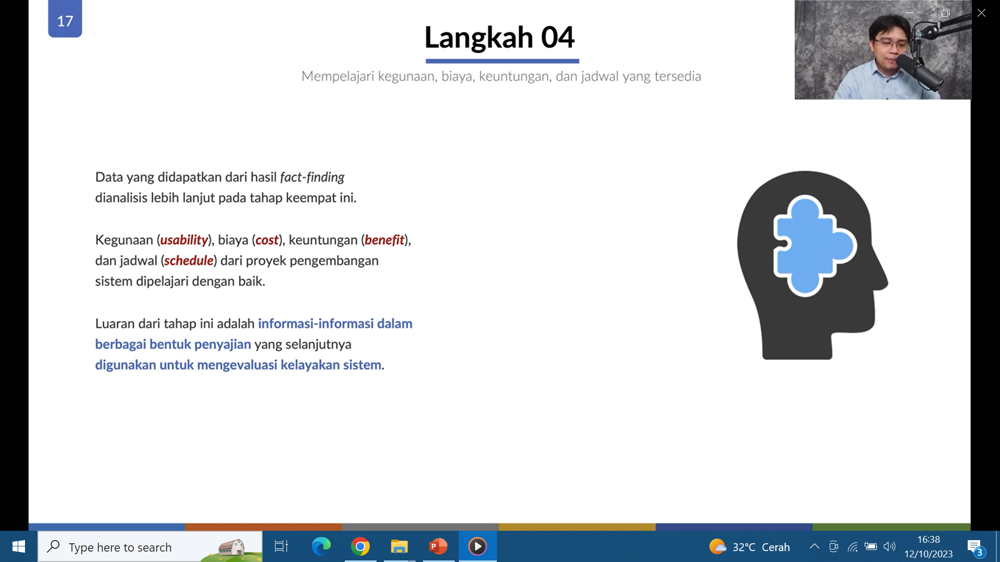 17
Langkah 04
Mempelajari kegunaan, biaya, keuntungan, dan jadwal yang tersedia
Data yang didapatkan dari hasil fact-finding
dianalisis lebih lanjut pada tahap keempat ini.
Kegunaan (usability), biaya (cost), keuntungan (benefit),
dan jadwal (schedule) dari proyek pengembangan
sistem dipelajari dengan baik.
Luaran dari tahap ini adalah informasi-informasi dalam
berbagai bentuk penyajian yang selanjutnya
digunakan untuk mengevaluasi kelayakan sistem.
Type here to search
P
32°C Cerah
16:38
12/10/2023
3